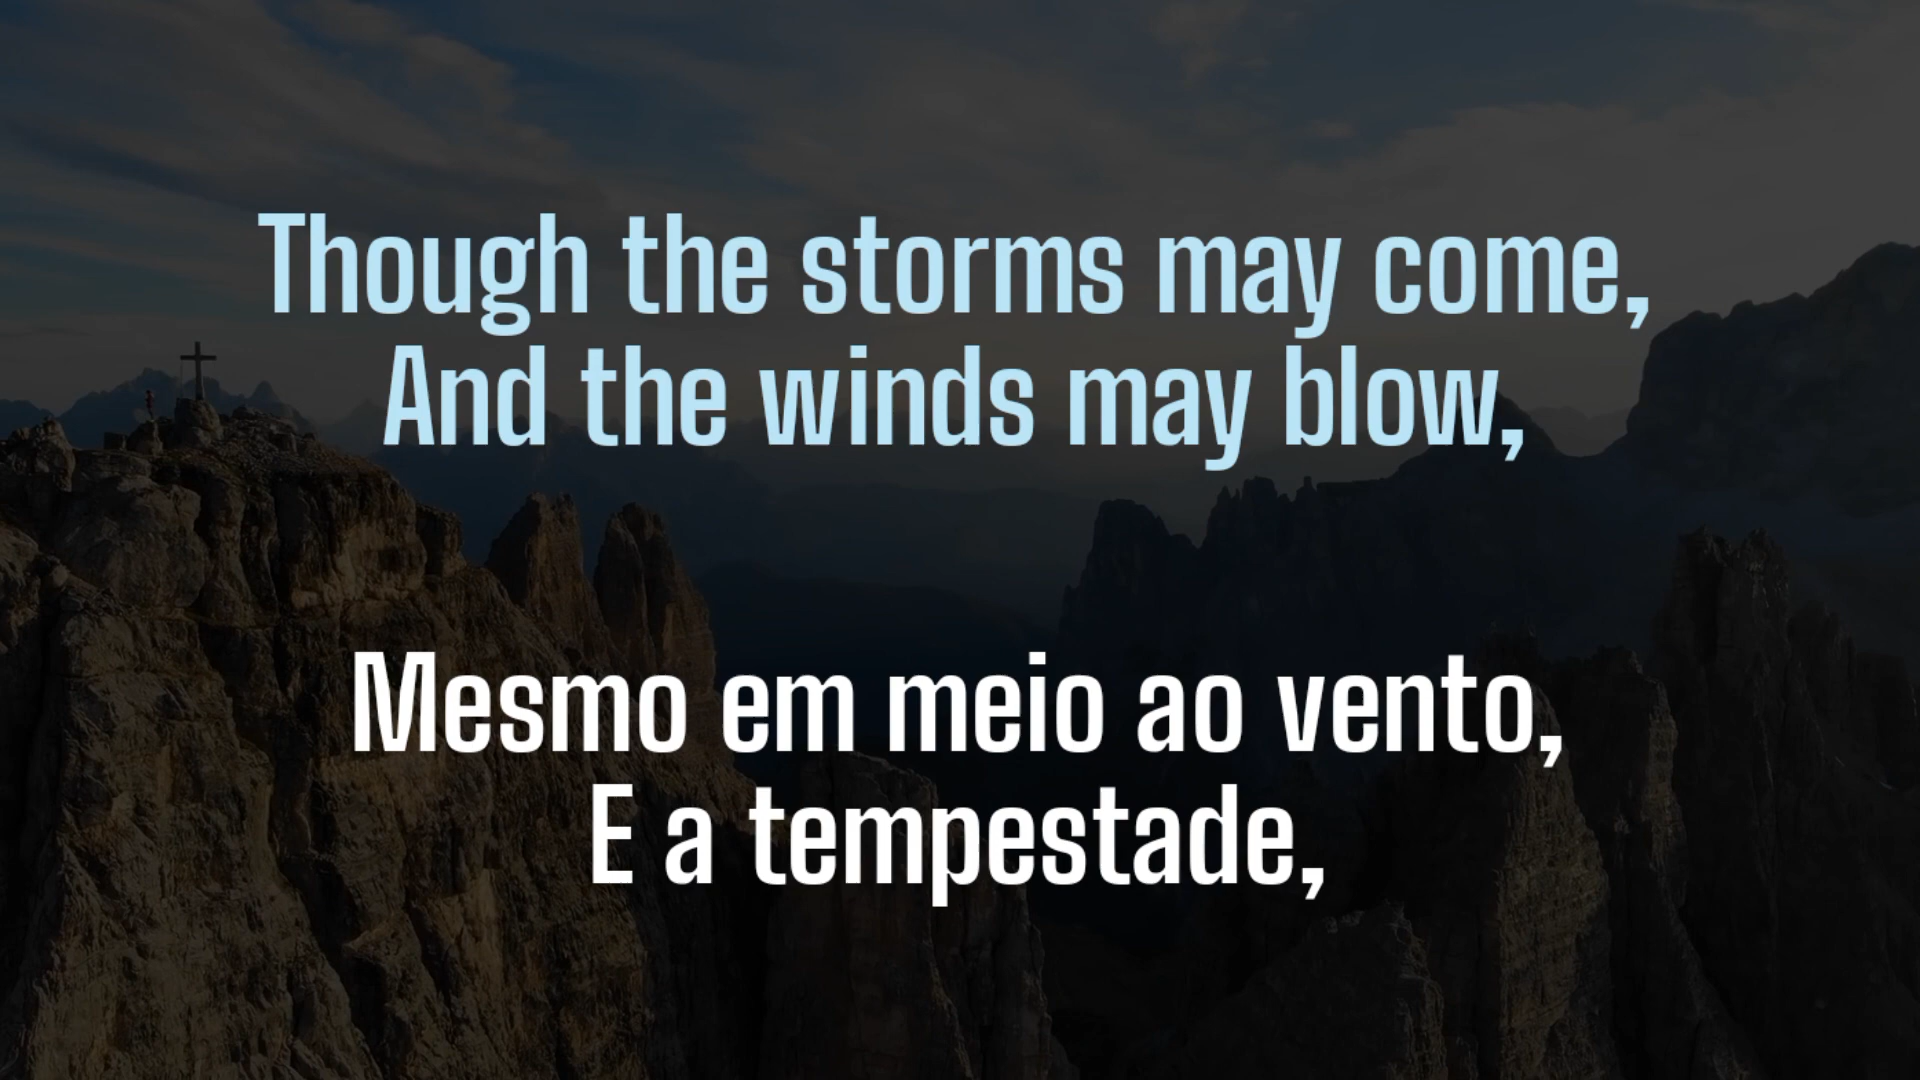 Though the storms may come,
And the winds may blow,
Mesmo em meio ao vento,
E a tempestade,